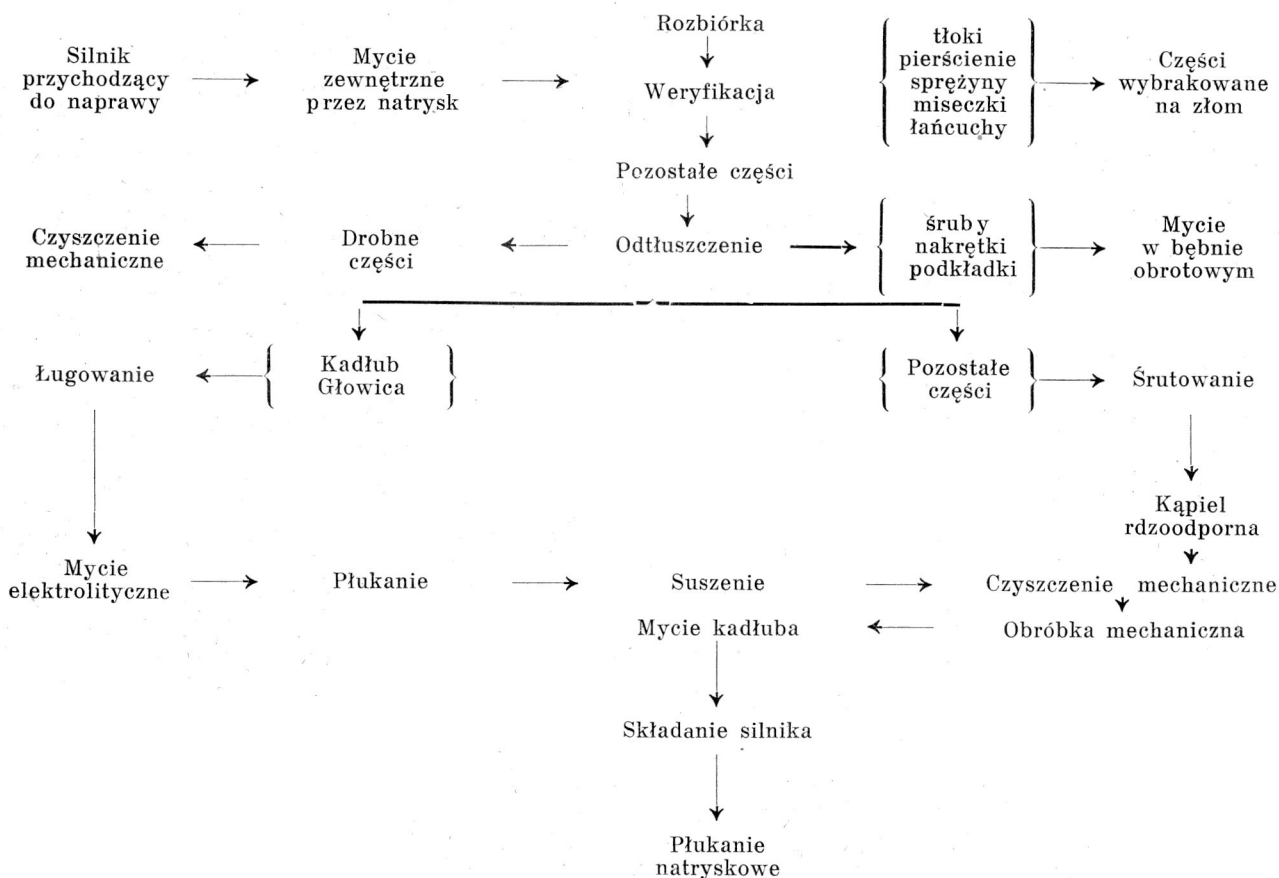 Silnik
przychodzący
do naprawy
Mycie
zewnętrzne
przez natrysk
Rozbiórka
Weryfikacja
tłoki
pierścienie
sprężyny
miseczki
łańcuchy
Części
wybrakowane
na złom
Pozostałe części
Czyszczenie
mechaniczne
Drobne
części
Odtłuszczenie
śruby
nakrętki
podkładki
Mycie
w bębnie
obrotowym
Ługowanie
Kadłub
Głowica
Pozostałe
części
Śrutowanie
Kąpiel
rdzoodporna
Mycie
elektrolityczne
Płukanie
Suszenie
Czyszczenie mechaniczne
Mycie kadłuba
Obróbka mechaniczna
Składanie silnika
Płukanie
natryskowe